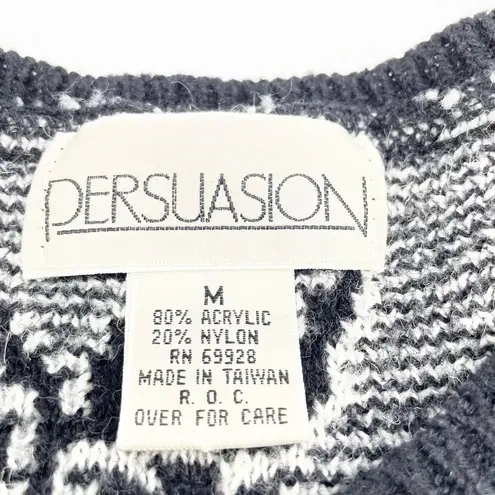 PERSUASION
M
80% ACRYLIC
20% NYLON
RN 69928
MADE IN TAIWAN
R. O. C.
OVER FOR CARE